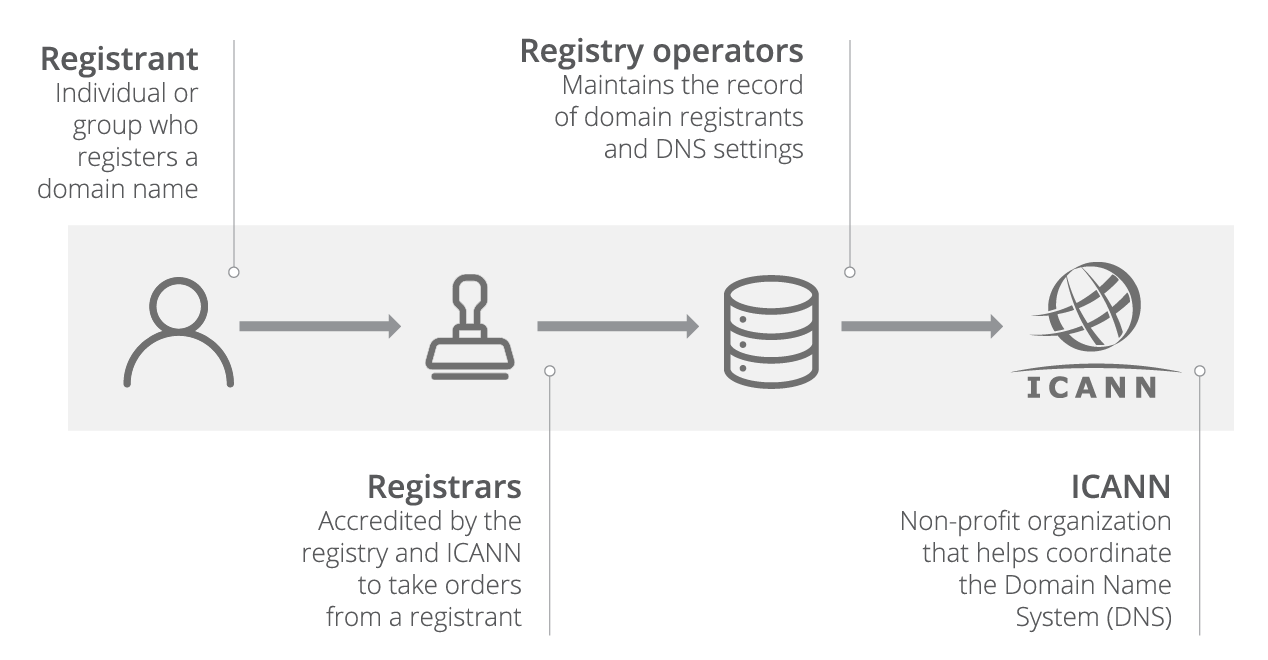 Registrant
Individual or
group who
registers a
domain name
Registry operators
Maintains the record
of domain registrants
and DNS settings
ICANN
Registrars
Accredited by the
registry and ICANN
to take orders
from a registrant
ICANN
Non-profit organization
that helps coordinate
the Domain Name
System (DNS)